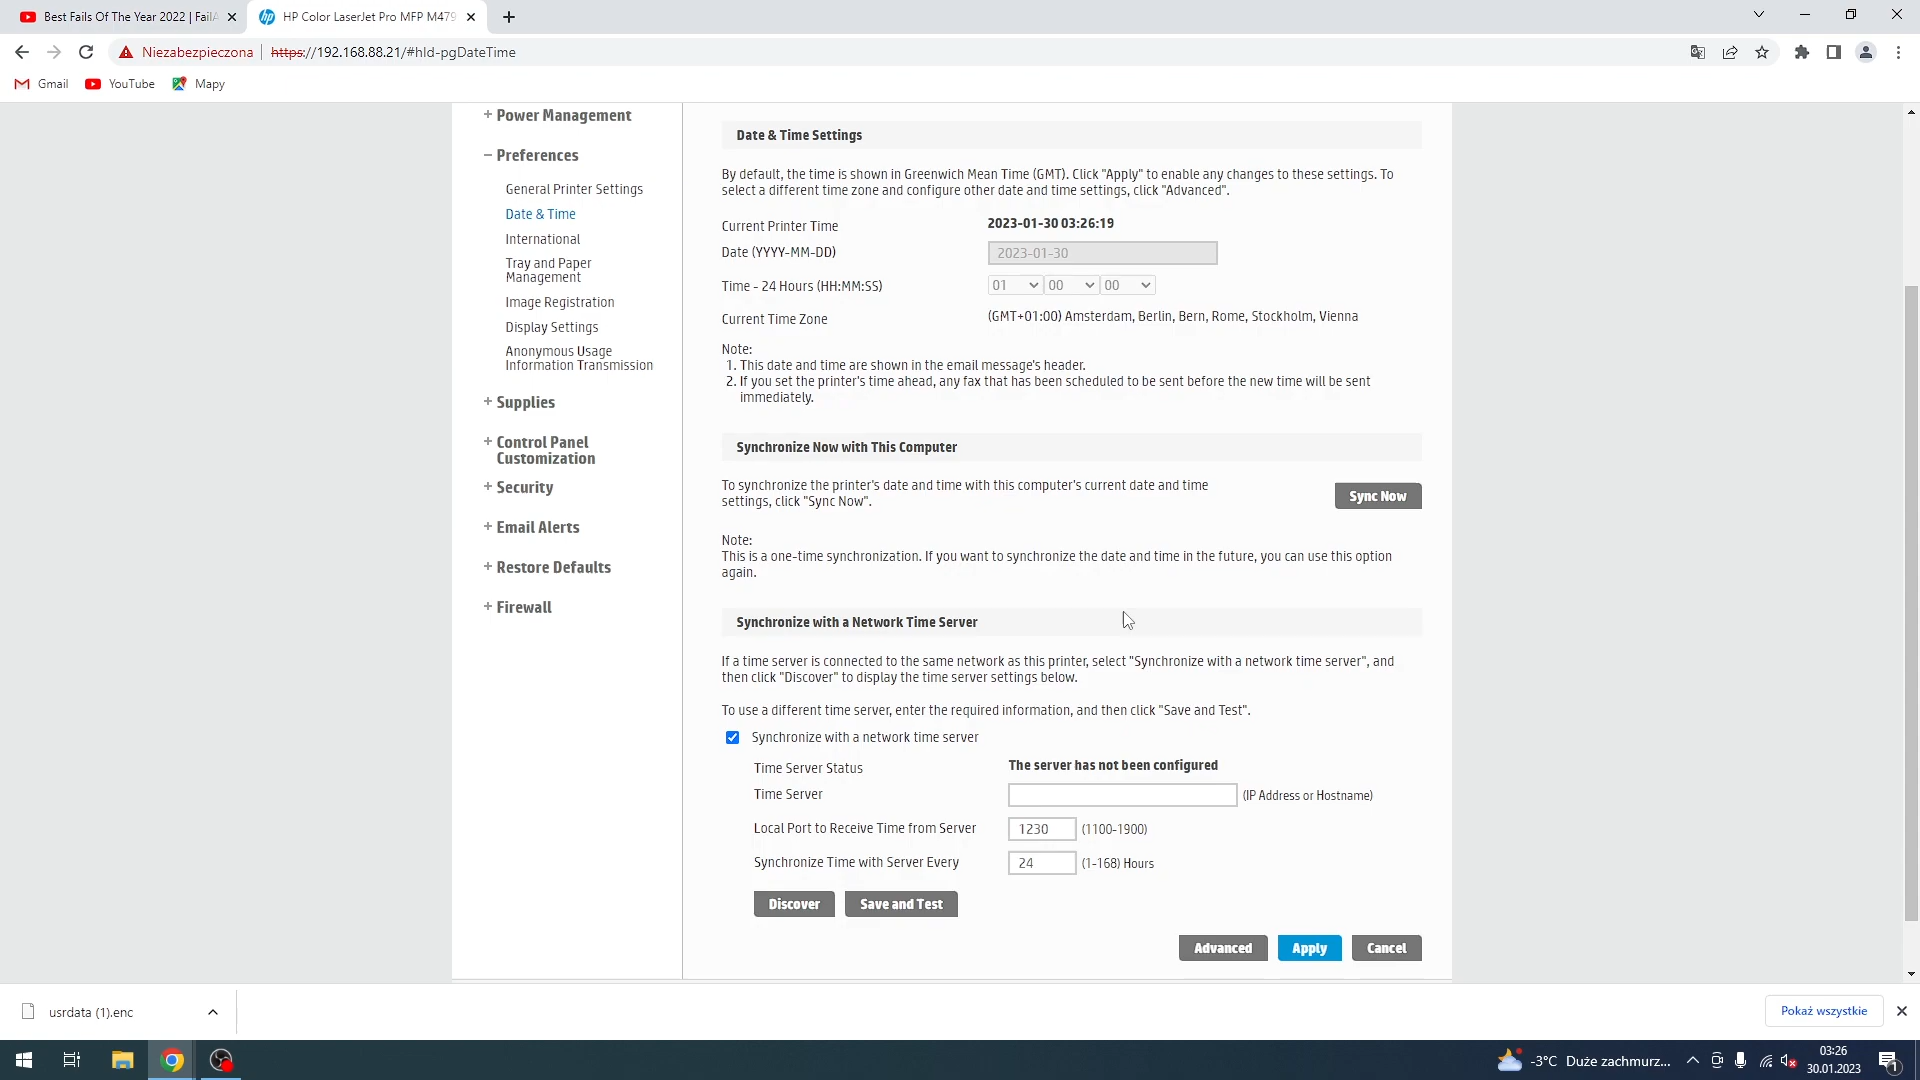 Best Fails Of The Year 2022 | FailA
HP Color LaserJet Pro MFP M479
Niezabezpieczona
https://192.168.88.21/#hId-pgDateTime
Gmail
YouTube
Mapy
+ Power Management
− Preferences
General Printer Settings
Date & Time
International
Tray and Paper
Management
Image Registration
Display Settings
Anonymous Usage
Information Transmission
+ Supplies
+ Control Panel
Customization
+ Security
+ Email Alerts
+ Restore Defaults
+ Firewall
Date & Time Settings
By default, the time is shown in Greenwich Mean Time (GMT). Click "Apply" to enable any changes to these settings. To
select a different time zone and configure other date and time settings, click "Advanced".
Current Printer Time 2023-01-30 03:26:19
Date (YYYY-MM-DD) 2023-01-30
Time - 24 Hours (HH:MM:SS) 01 00 00
Current Time Zone (GMT+01:00) Amsterdam, Berlin, Bern, Rome, Stockholm, Vienna
Note:
1. This date and time are shown in the email message's header.
2. If you set the printer's time ahead, any fax that has been scheduled to be sent before the new time will be sent
immediately.
Synchronize Now with This Computer
To synchronize the printer's date and time with this computer's current date and time
settings, click "Sync Now".
Sync Now
Note:
This is a one-time synchronization. If you want to synchronize the date and time in the future, you can use this option
again.
Synchronize with a Network Time Server
If a time server is connected to the same network as this printer, select "Synchronize with a network time server", and
then click "Discover" to display the time server settings below.
To use a different time server, enter the required information, and then click "Save and Test".
Synchronize with a network time server
Time Server Status The server has not been configured
Time Server (IP Address or Hostname)
Local Port to Receive Time from Server 1230 (1100-1900)
Synchronize Time with Server Every 24 (1-168) Hours
Discover Save and Test
Advanced Apply Cancel
usrdata (1).enc
Pokaż wszystkie
-3°C Duże zachmurz...
03:26
30.01.2023
1